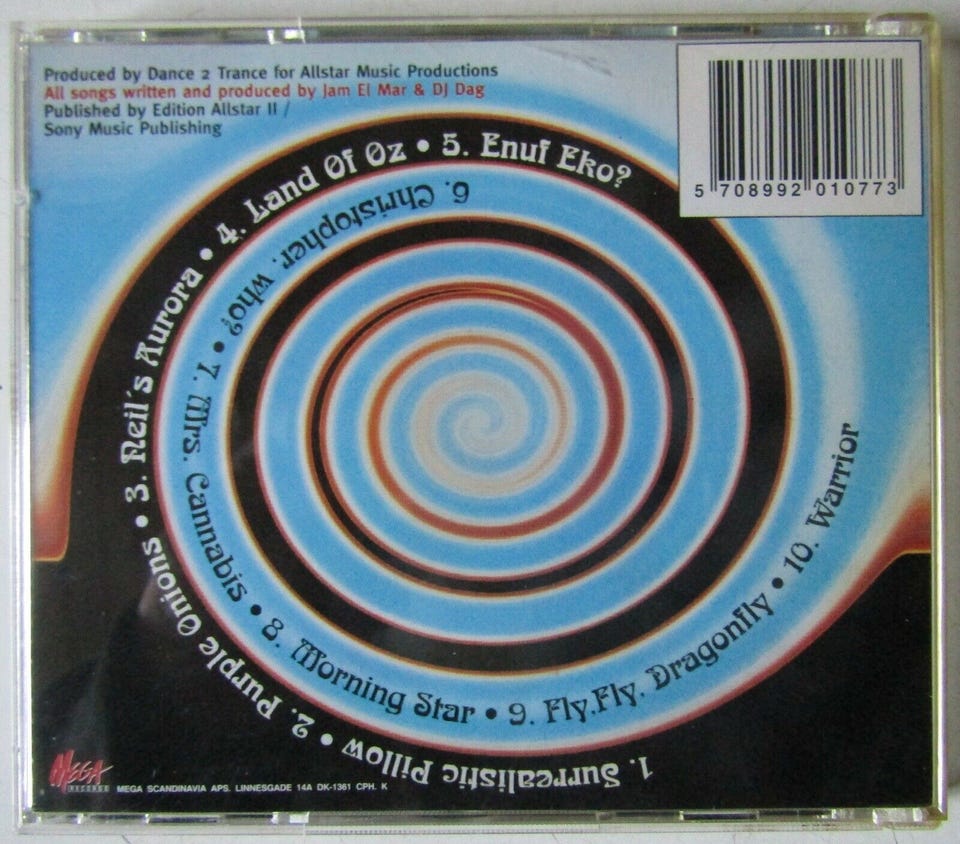 Produced by Dance 2 Trance for Allstar Music Productions
All songs written and produced by Jam El Mar & DJ Dag
Published by Edition Allstar II /
Sony Music Publishing
5 708992 010773
1. Surrealistic Pillow • 2. Purple Onions • 3. Neil's Aurora • 4. Land Of Oz • 5. Enuf Eko?
6. Christopher. who? • 7. Mrs. Cannabis • 8. Morning Star • 9. Fly.Fly. Dragonfly • 10. Warrior
MEGA
RECORDS
MEGA SCANDINAVIA APS. LINNESGADE 14A DK-1361 CPH. K